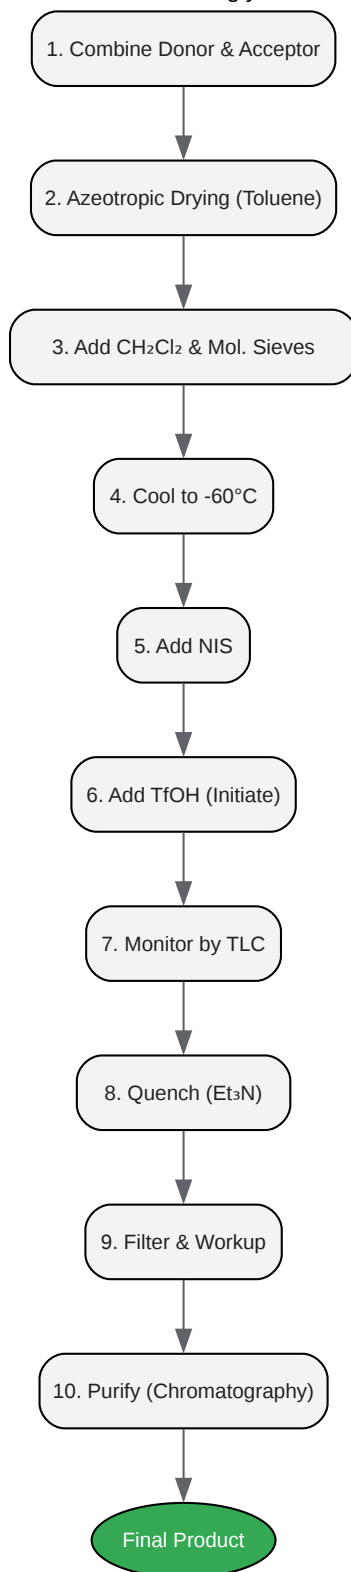 1. Combine Donor & Acceptor
2. Azeotropic Drying (Toluene)
3. Add CH₂Cl₂ & Mol. Sieves
4. Cool to -60°C
5. Add NIS
6. Add TfOH (Initiate)
7. Monitor by TLC
8. Quench (Et₃N)
9. Filter & Workup
10. Purify (Chromatography)
Final Product